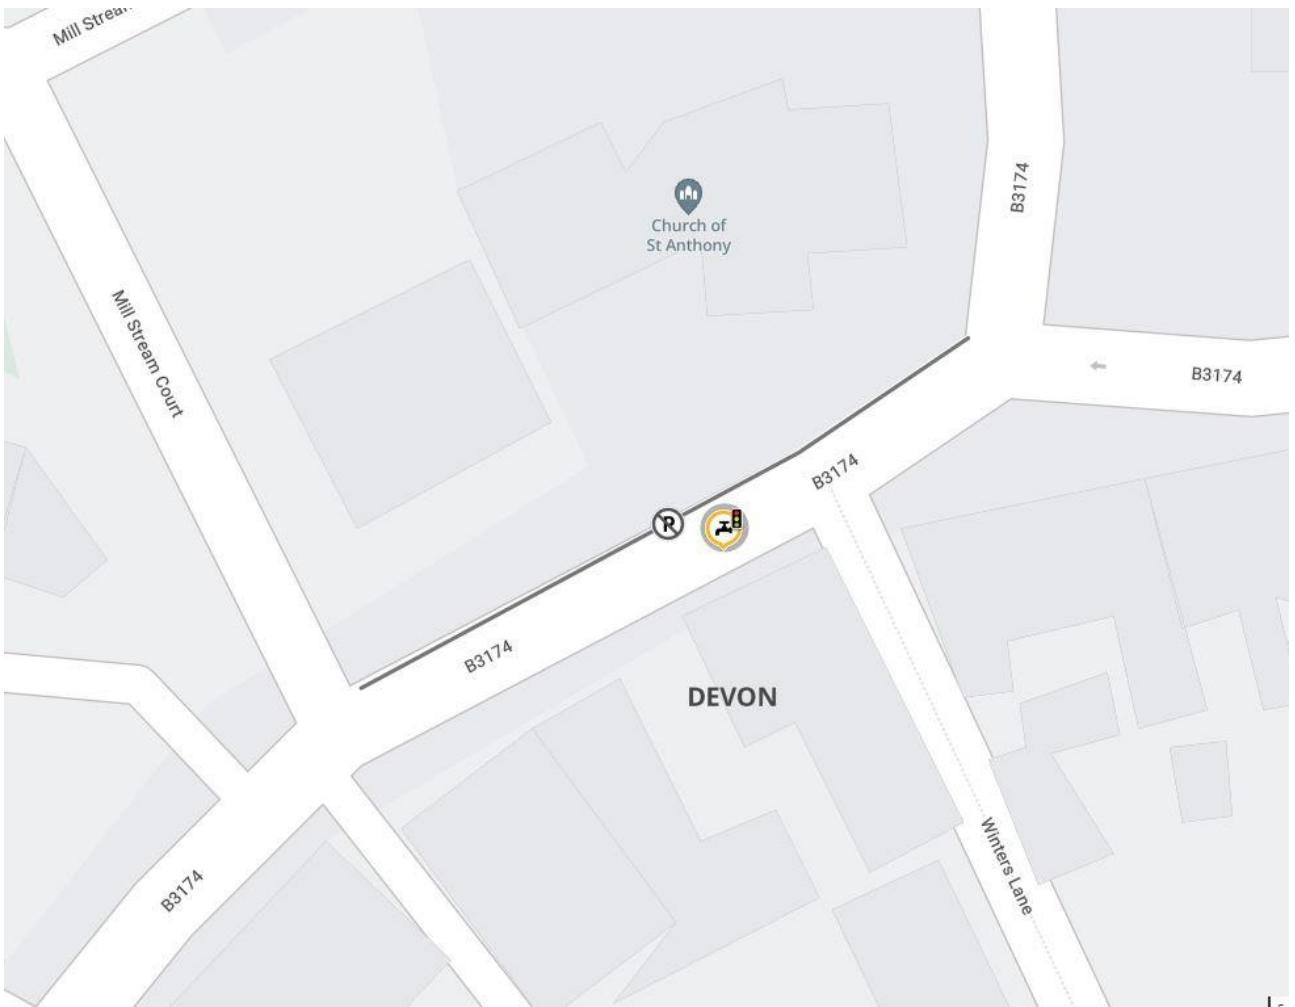 Mill Stream
B3174
Church of
St Anthony
Mill Stream Court
B3174
B3174
P
B3174
DEVON
Winters Lane
B3174